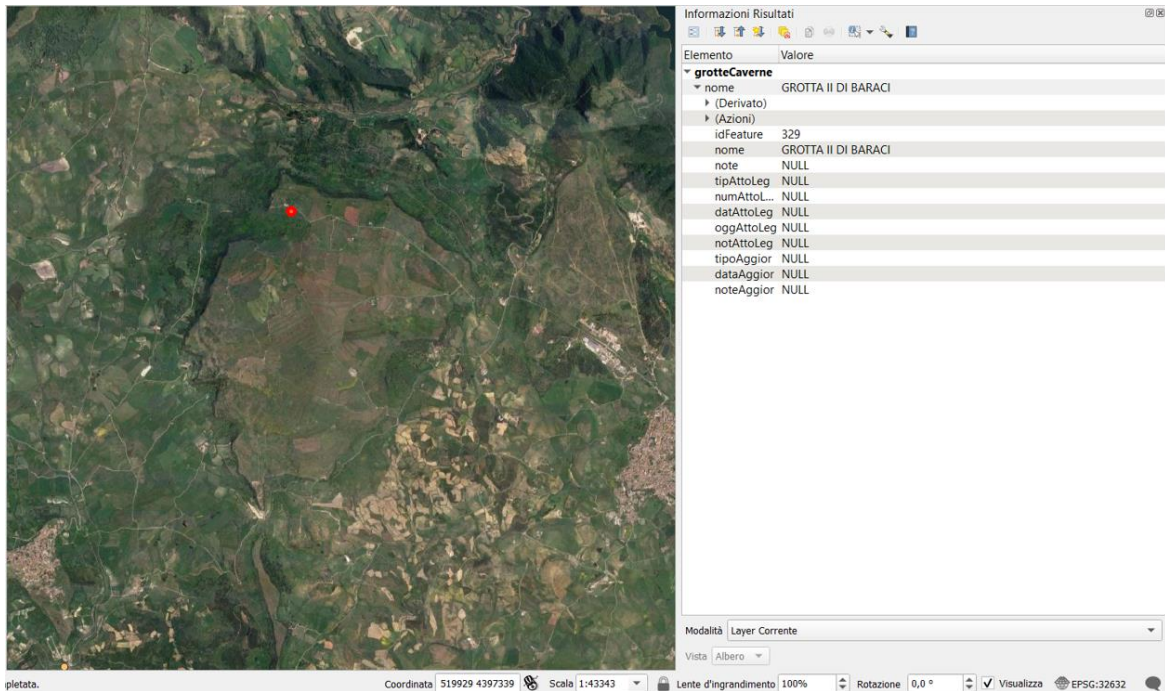 Informazioni Risultati
Elemento Valore
grotteCaverne
nome GROTTA II DI BARACI
(Derivato)
(Azioni)
idFeature 329
nome GROTTA II DI BARACI
note NULL
tipAttoLeg NULL
numAttoL... NULL
datAttoLeg NULL
oggAttoLeg NULL
notAttoLeg NULL
tipoAggior NULL
dataAggior NULL
noteAggior NULL
Modalità Layer Corrente
Vista Albero
ipletata. Coordinata 519929 4397339 Scala 1:43343 Lente d'ingrandimento 100% Rotazione 0,0 ° Visualizza EPSG:32632